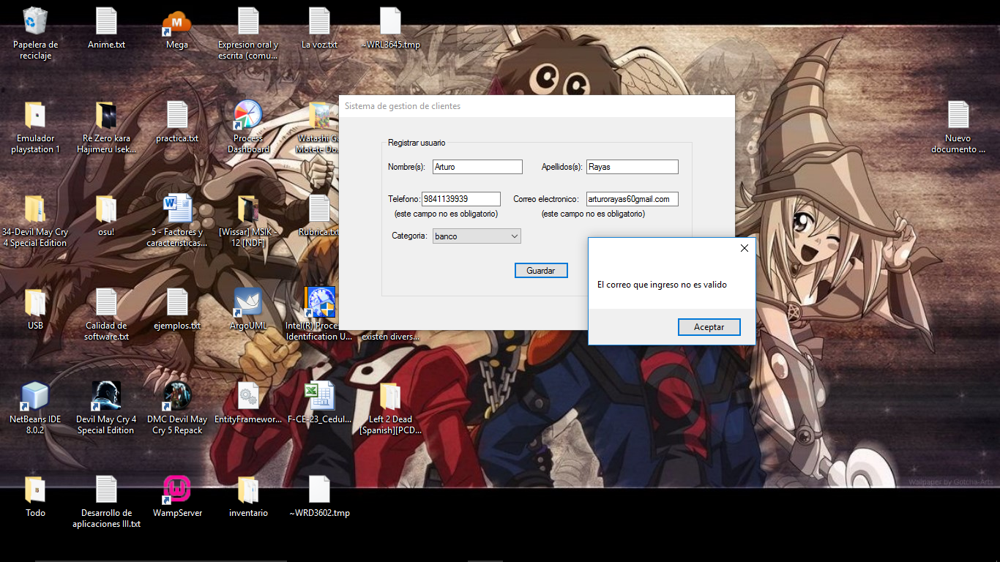 Papelera de
reciclaje
Anime.txt
M
Mega
Expresion oral y
escrita (comu...
La voz.txt
~WRL3645.tmp
Emulador
playstation 1
Re Zero kara
Hajimeru Isek...
practica.txt
Process
Dashboard
Watashi Ga
Motete Do...
Nuevo
documento ...
34-Devil May Cry
4 Special Edition
osu!
5 - Factores y
caracteristicas...
[Wissar] MSIK -
12 [NDF]
Rubrica.txt
USB
Calidad de
software.txt
ejemplos.txt
ArgoUML
Intel(R) Proce...
Identification U...
existen divers...
NetBeans IDE
8.0.2
Devil May Cry 4
Special Edition
DMC Devil May
Cry 5 Repack
EntityFramewor...
F-CE-23_Cedul...
Left 2 Dead
[Spanish][PCD...
Todo
Desarrollo de
aplicaciones III.txt
WampServer
inventario
~WRD3602.tmp
Sistema de gestion de clientes
Registrar usuario
Nombre(s): Arturo Apellidos(s): Rayas
Telefono: 9841139939 Correo electronico: arturorayas60gmail.com
(este campo no es obligatorio) (este campo no es obligatorio)
Categoria: banco
Guardar
El correo que ingreso no es valido
Aceptar
Wallpaper by Gotcha-Arts